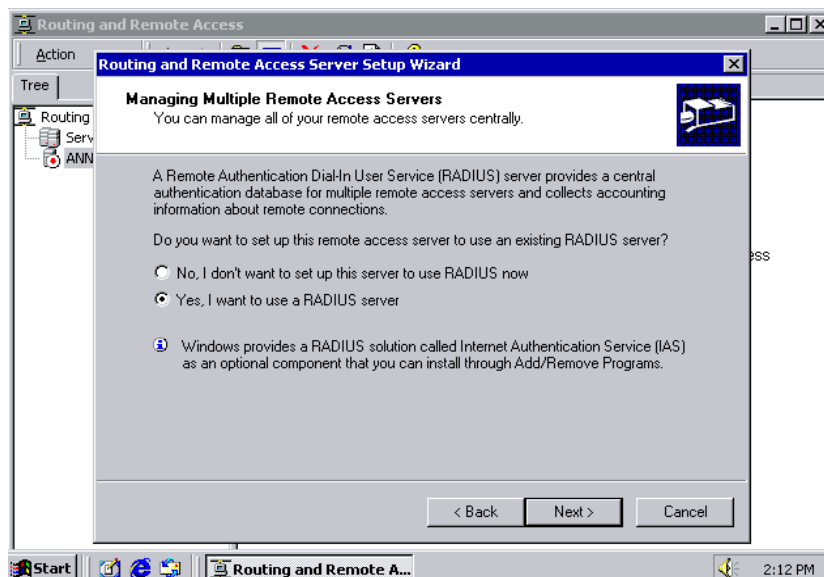 Routing and Remote Access
Action
Routing and Remote Access Server Setup Wizard
Tree
Managing Multiple Remote Access Servers
You can manage all of your remote access servers centrally.
Routing
Serv
ANN
A Remote Authentication Dial-In User Service (RADIUS) server provides a central
authentication database for multiple remote access servers and collects accounting
information about remote connections.
Do you want to set up this remote access server to use an existing RADIUS server?
ess
No, I don't want to set up this server to use RADIUS now
Yes, I want to use a RADIUS server
Windows provides a RADIUS solution called Internet Authentication Service (IAS)
as an optional component that you can install through Add/Remove Programs.
< Back Next > Cancel
Start Routing and Remote A... 2:12 PM